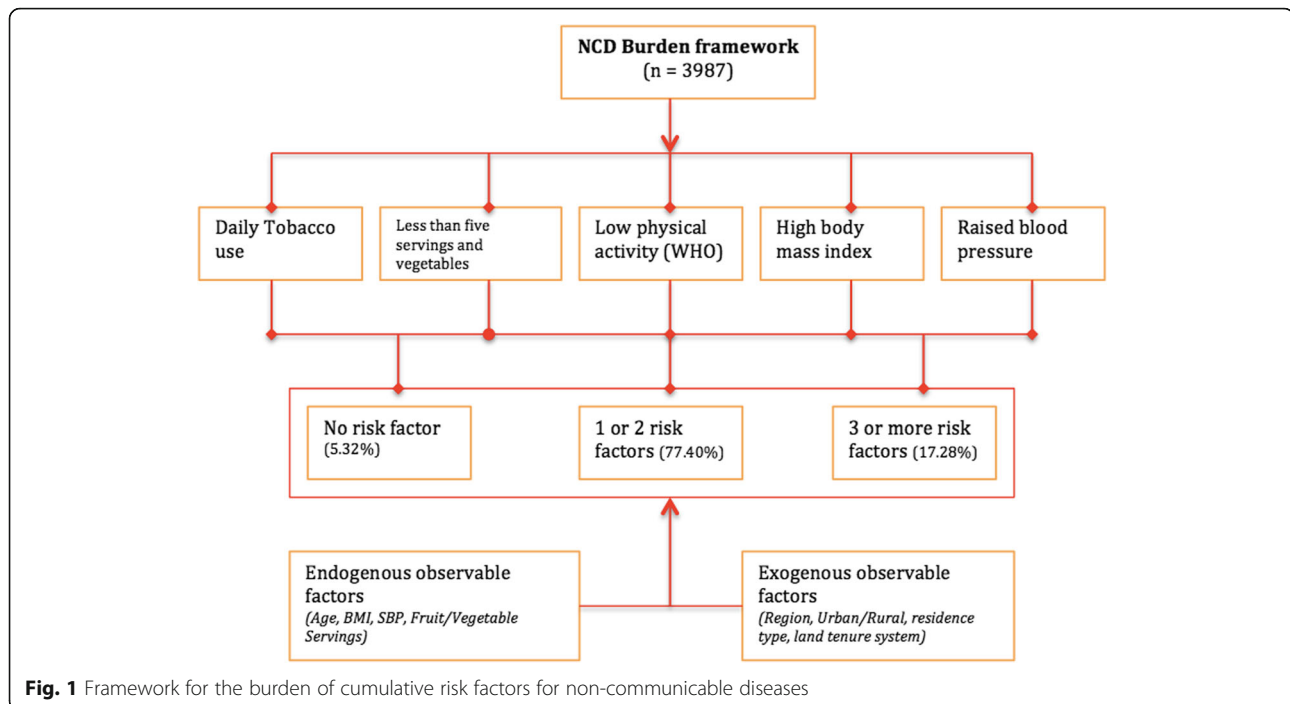 NCD Burden framework
(n = 3987)
Daily Tobacco
use
Less than five
servings and
vegetables
Low physical
activity (WHO)
High body
mass index
Raised blood
pressure
No risk factor
(5.32%)
1 or 2 risk
factors (77.40%)
3 or more risk
factors (17.28%)
Endogenous observable
factors
(Age, BMI, SBP, Fruit/Vegetable
Servings)
Exogenous observable
factors
(Region, Urban/Rural, residence
type, land tenure system)
Fig. 1 Framework for the burden of cumulative risk factors for non-communicable diseases